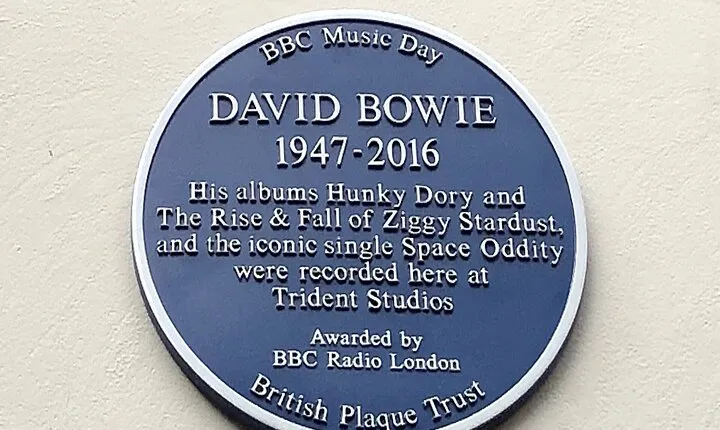 BBC Music Day
DAVID BOWIE
1947-2016
His albums Hunky Dory and
The Rise & Fall of Ziggy Stardust,
and the iconic single Space Oddity
were recorded here at
Trident Studios
Awarded by
BBC Radio London
British Plaque Trust